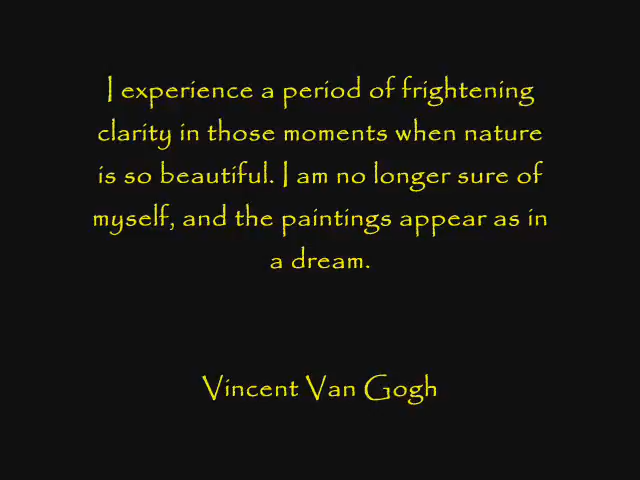 I experience a period of frightening
clarity in those moments when nature
is so beautiful. I am no longer sure of
myself, and the paintings appear as in
a dream.
Vincent Van Gogh